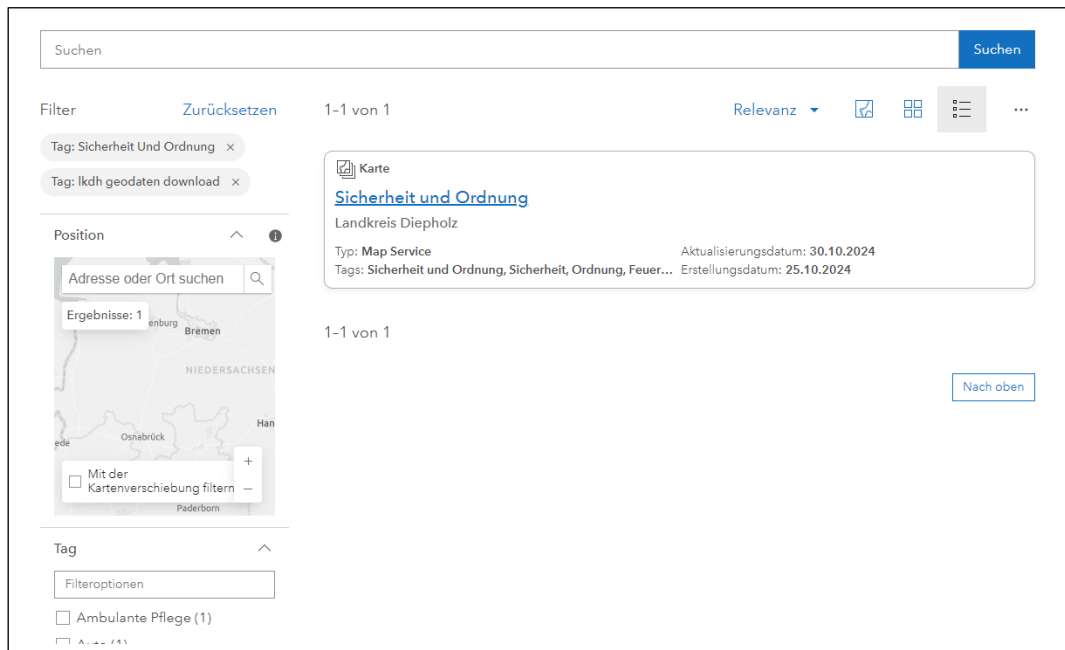 Suchen
Suchen
Filter
Zurücksetzen
1-1 von 1
Relevanz
Tag: Sicherheit Und Ordnung ×
Tag: lkdh geodaten download ×
Karte
Sicherheit und Ordnung
Landkreis Diepholz
Typ: Map Service
Aktualisierungsdatum: 30.10.2024
Tags: Sicherheit und Ordnung, Sicherheit, Ordnung, Feuer...
Erstellungsdatum: 25.10.2024
1-1 von 1
Nach oben
Position
Adresse oder Ort suchen
Ergebnisse: 1
enburg
Bremen
NIEDERSACHSEN
Han
Osnabrück
ede
+
Mit der
Kartenverschiebung filtern
−
Paderborn
Tag
Filteroptionen
Ambulante Pflege (1)